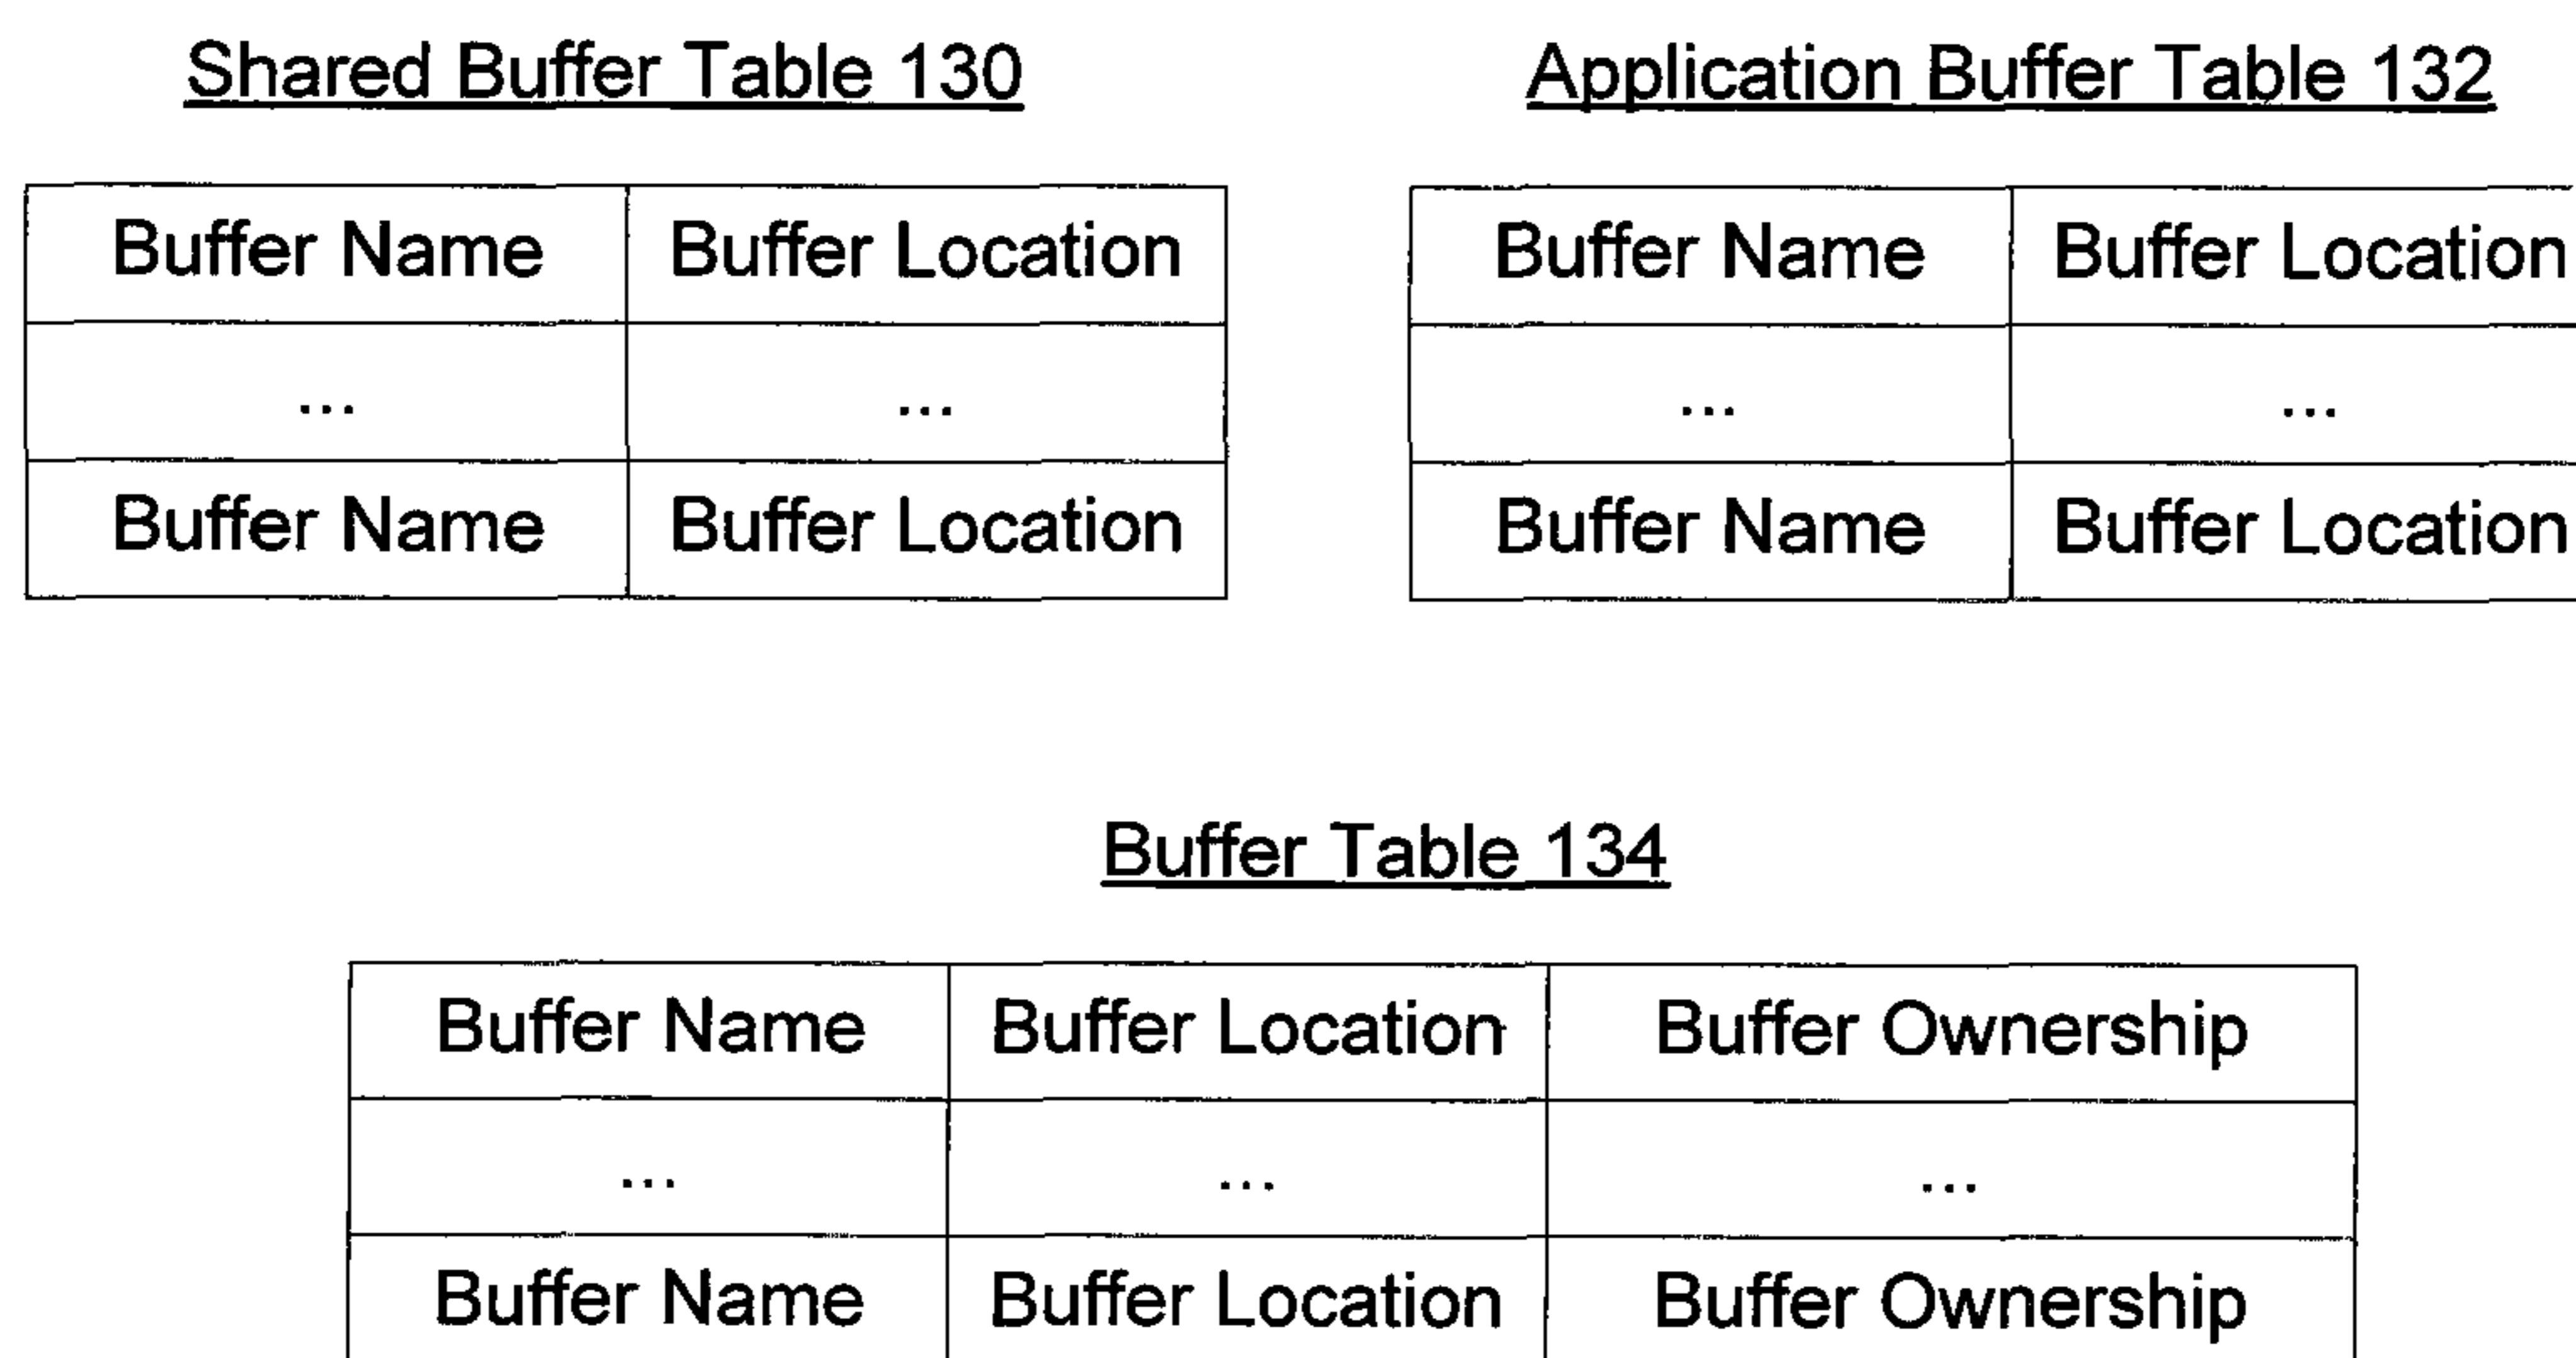 Shared Buffer Table 130
Buffer Name Buffer Location
... ...
Buffer Name Buffer Location
Application Buffer Table 132
Buffer Name Buffer Location
... ...
Buffer Name Buffer Location
Buffer Table 134
Buffer Name Buffer Location Buffer Ownership
... ... ...
Buffer Name Buffer Location Buffer Ownership